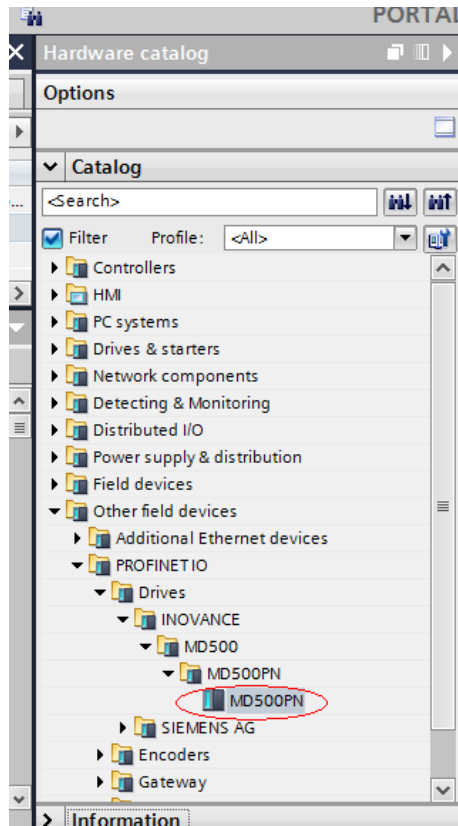 PORTAL
Hardware catalog
Options
Catalog
<Search>
Filter Profile: <All>
Controllers
HMI
PC systems
Drives & starters
Network components
Detecting & Monitoring
Distributed I/O
Power supply & distribution
Field devices
Other field devices
Additional Ethernet devices
PROFINET IO
Drives
INOVANCE
MD500
MD500PN
MD500PN
SIEMENS AG
Encoders
Gateway
Information